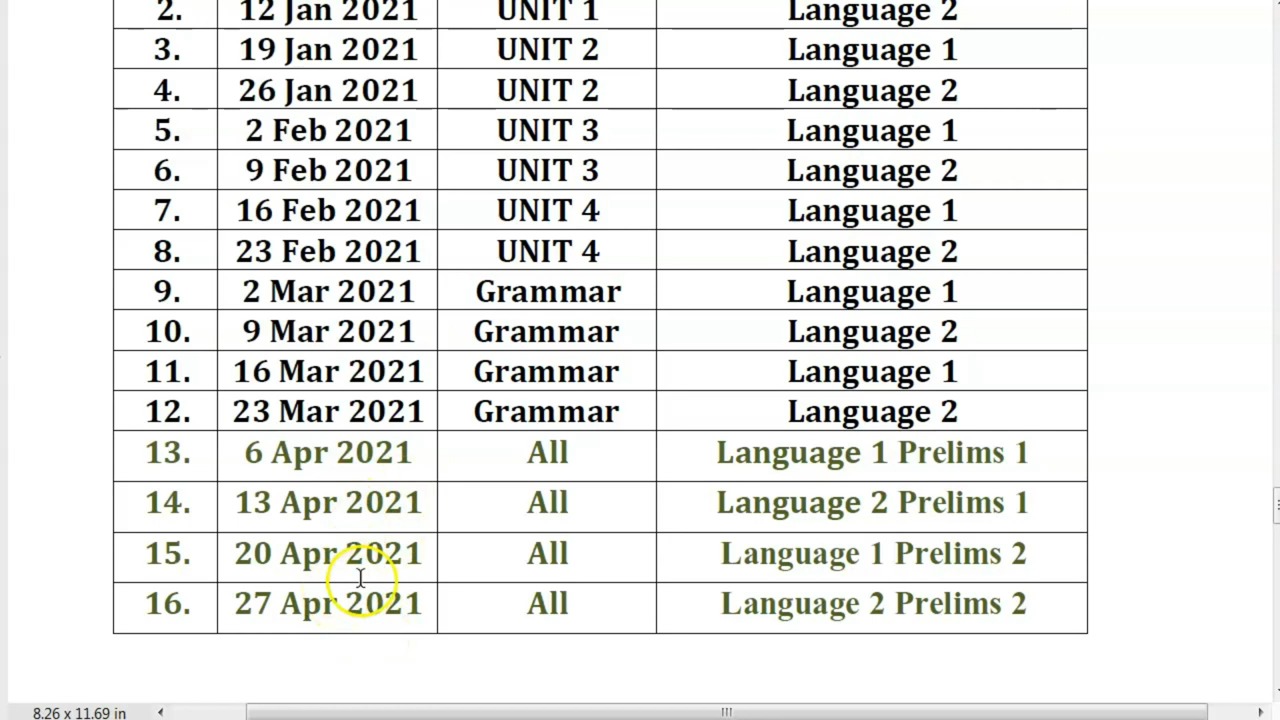 2. 12 Jan 2021 UNIT 1 Language 2
3. 19 Jan 2021 UNIT 2 Language 1
4. 26 Jan 2021 UNIT 2 Language 2
5. 2 Feb 2021 UNIT 3 Language 1
6. 9 Feb 2021 UNIT 3 Language 2
7. 16 Feb 2021 UNIT 4 Language 1
8. 23 Feb 2021 UNIT 4 Language 2
9. 2 Mar 2021 Grammar Language 1
10. 9 Mar 2021 Grammar Language 2
11. 16 Mar 2021 Grammar Language 1
12. 23 Mar 2021 Grammar Language 2
13. 6 Apr 2021 All Language 1 Prelims 1
14. 13 Apr 2021 All Language 2 Prelims 1
15. 20 Apr 2021 All Language 1 Prelims 2
16. 27 Apr 2021 All Language 2 Prelims 2
8.26 x 11.69 in